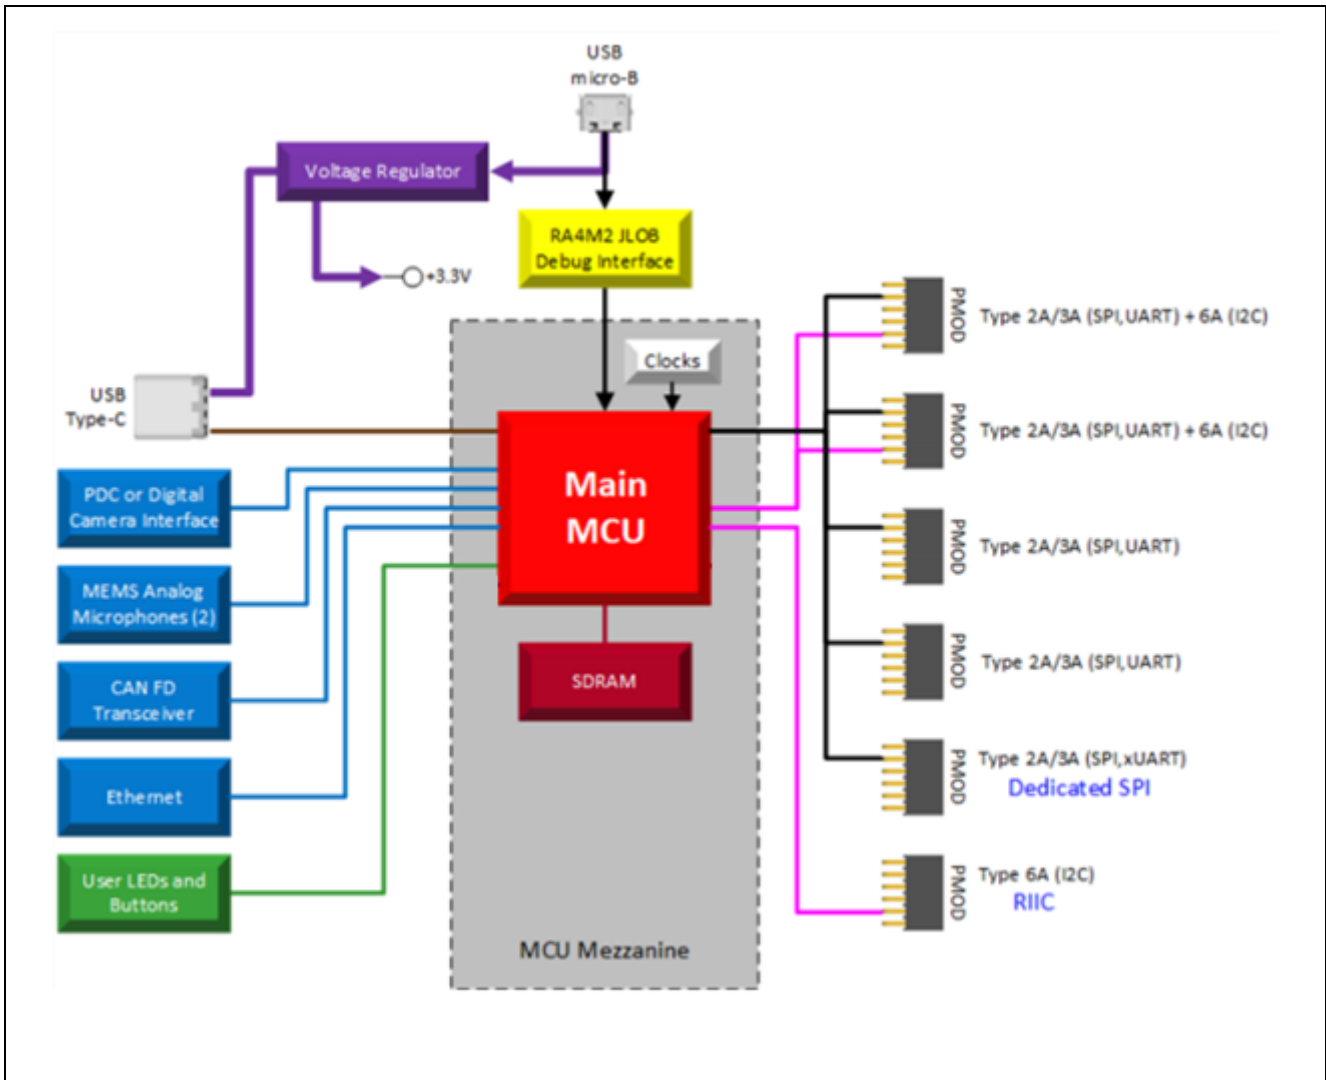 USB
micro-B
Voltage Regulator
RA4M2 JLOB
Debug Interface
+3.3V
Clocks
USB
Type-C
Main
MCU
PDC or Digital
Camera Interface
MEMS Analog
Microphones (2)
CAN FD
Transceiver
Ethernet
User LEDs and
Buttons
SDRAM
MCU Mezzanine
PMOD
Type 2A/3A (SPI,UART) + 6A (I2C)
PMOD
Type 2A/3A (SPI,UART) + 6A (I2C)
PMOD
Type 2A/3A (SPI,UART)
PMOD
Type 2A/3A (SPI,UART)
PMOD
Type 2A/3A (SPI,xUART)
Dedicated SPI
PMOD
Type 6A (I2C)
RIIC